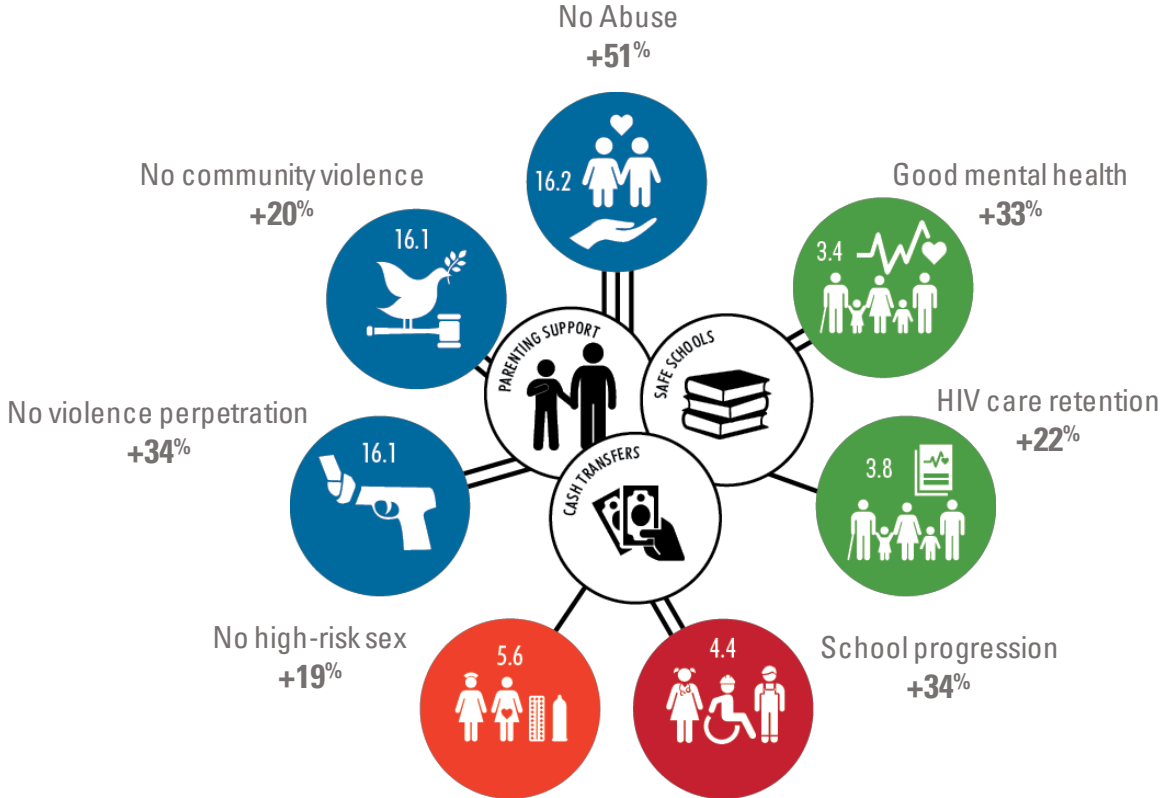 No Abuse
+51%
16.2
No community violence
+20%
16.1
Good mental health
+33%
3.4
PARENTING SUPPORT
SAFE SCHOOLS
No violence perpetration
+34%
16.1
HIV care retention
+22%
3.8
CASH TRANSFERS
No high-risk sex
+19%
5.6
4.4
School progression
+34%